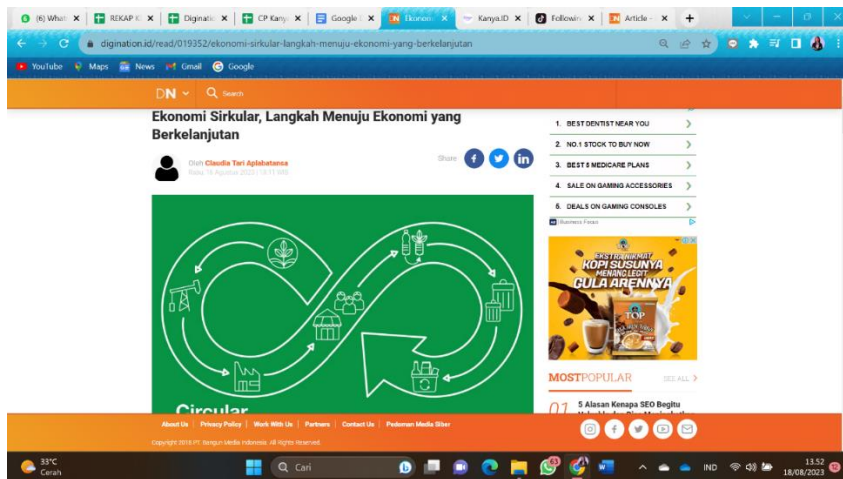 (6) What
REKAP K
Diginatic
CP Kany
Google
Ekonomi
Kanya.ID
Followin
Article -
digination.id/read/019352/ekonomi-sirkular-langkah-menuju-ekonomi-yang-berkelanjutan
YouTube
Maps
News
Gmail
Google
DN
Search
Ekonomi Sirkular, Langkah Menuju Ekonomi yang
Berkelanjutan
Oleh Claudia Tari Aplabatansa
Share
1. BEST DENTIST NEAR YOU
2. NO.1 STOCK TO BUY NOW
3. BEST 5 MEDICARE PLANS
4. SALE ON GAMING ACCESSORIES
5. DEALS ON GAMING CONSOLES
Business Focus
EKSTRA NIKMAT
KOPI SUSUNYA
MENANG LEGIT
GULA ARENNYA
TOP
MOSTPOPULAR
SEE ALL
01
5 Alasan Kenapa SEO Begitu
Circular
About Us | Privacy Policy | Work With Us | Partners | Contact Us | Pedoman Media Siber
Copyright 2018 PT. Bangun Media Indonesia. All Rights Reserved.
33°C
Cerah
Cari
IND
13.52
18/08/2023